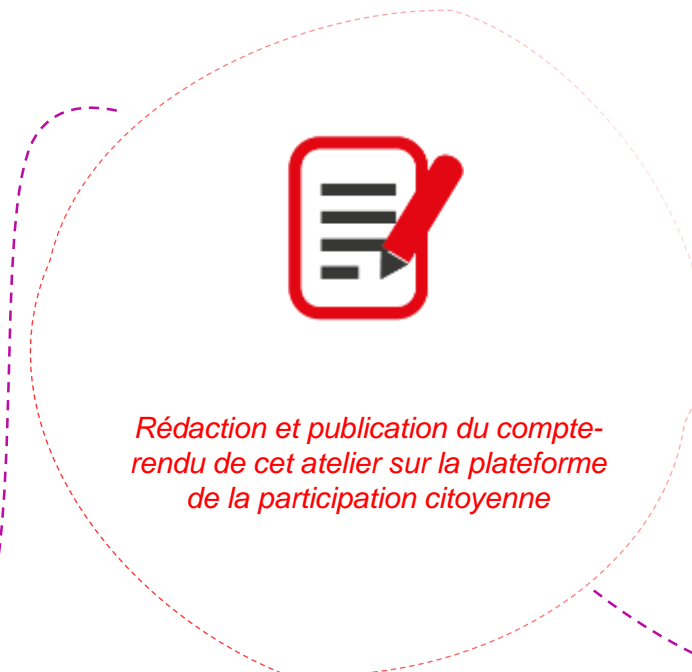 Rédaction et publication du compte-
rendu de cet atelier sur la plateforme
de la participation citoyenne